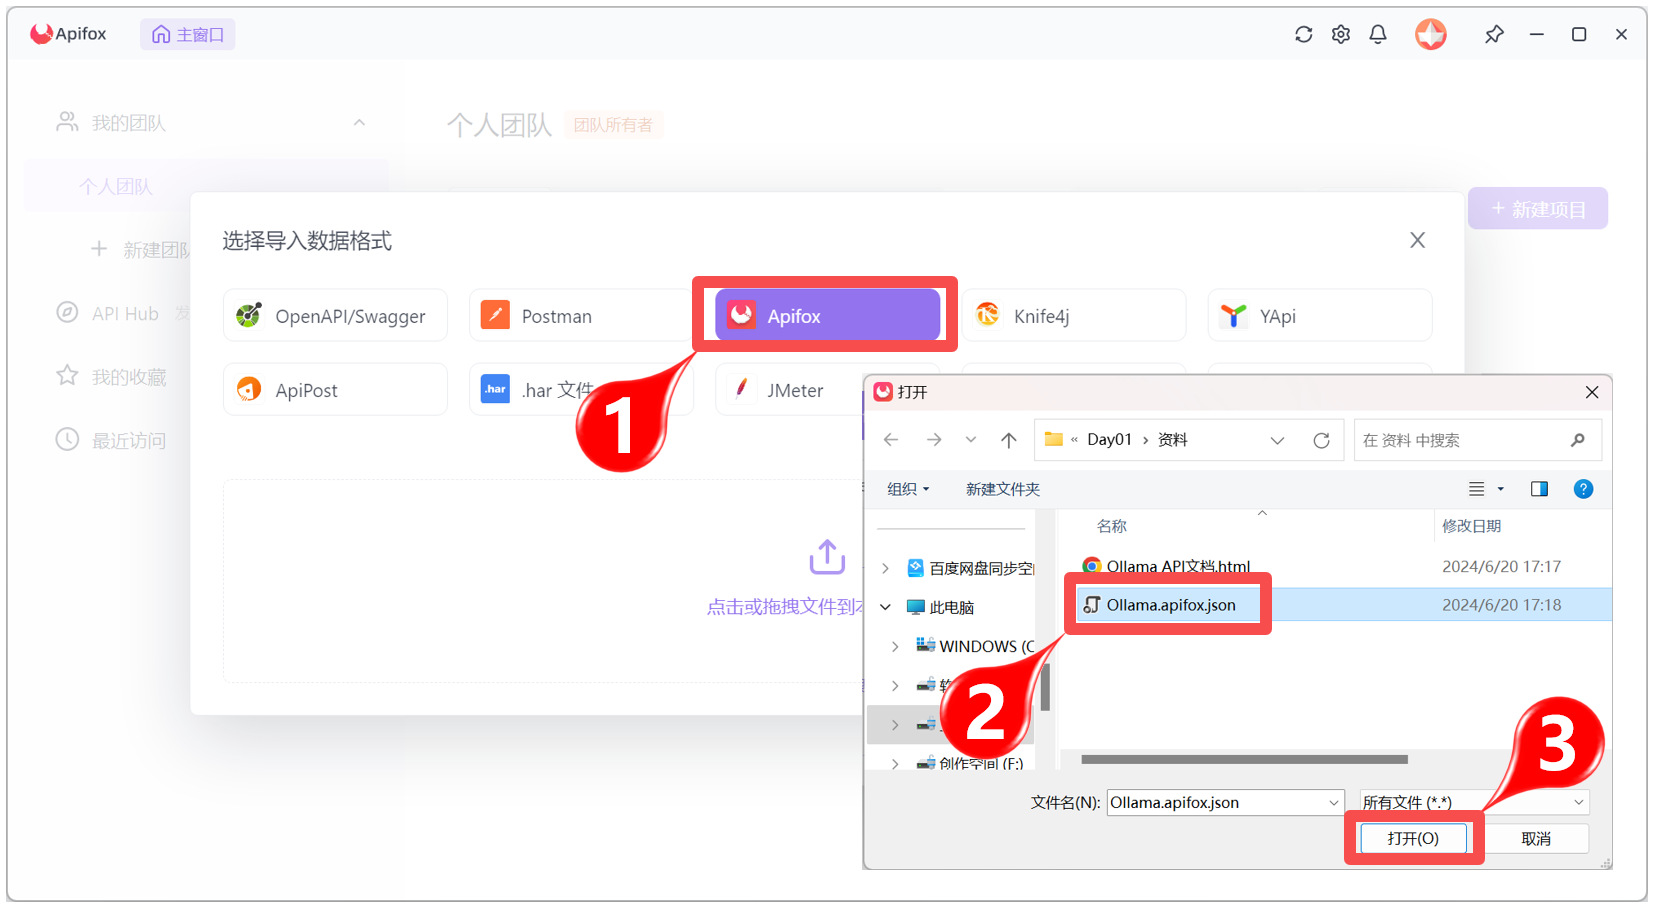 Apifox
主窗口
我的团队
个人团队
新建团队
API Hub 发
我的收藏
最近访问
个人团队
团队所有者
+ 新建项目
选择导入数据格式
X
OpenAPI/Swagger
Postman
Apifox
Knife4j
YApi
ApiPost
.har
.har 文件
JMeter
1
点击或拖拽文件到
打开
« Day01 › 资料
在 资料 中搜索
组织
新建文件夹
名称
修改日期
百度网盘同步空
此电脑
WINDOWS (C
软
创作空间 (F:)
Ollama API文档.html
2024/6/20 17:17
Ollama.apifox.json
2024/6/20 17:18
2
3
文件名(N):
Ollama.apifox.json
所有文件 (*.*)
打开(O)
取消